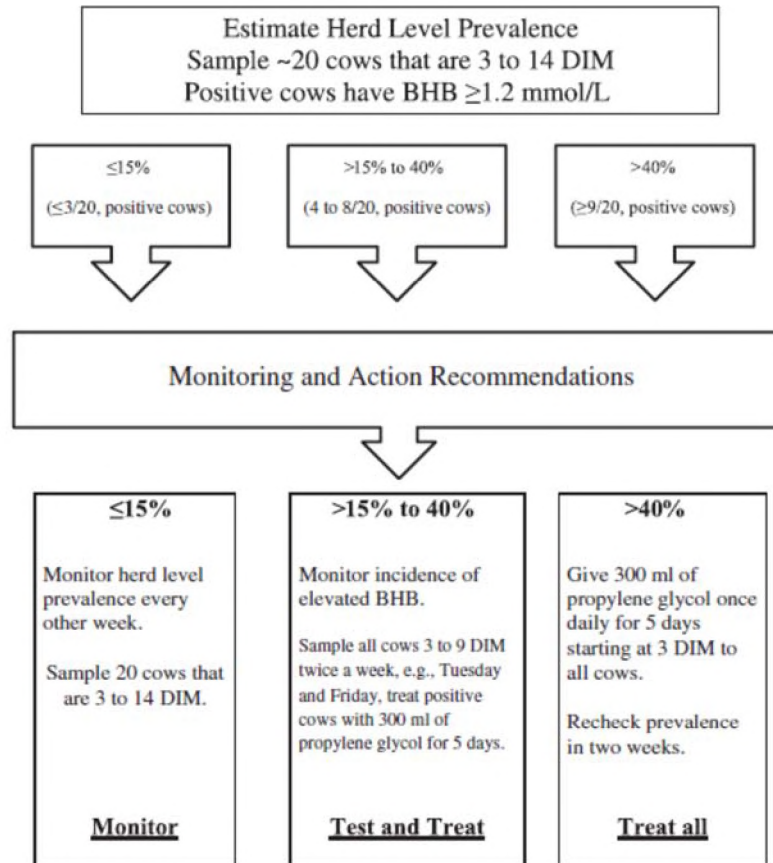 Estimate Herd Level Prevalence
Sample ~20 cows that are 3 to 14 DIM
Positive cows have BHB ≥1.2 mmol/L
≤15%
(≤3/20, positive cows)
>15% to 40%
(4 to 8/20, positive cows)
>40%
(≥9/20, positive cows)
Monitoring and Action Recommendations
≤15%
Monitor herd level
prevalence every
other week.
Sample 20 cows that
are 3 to 14 DIM.
Monitor
>15% to 40%
Monitor incidence of
elevated BHB.
Sample all cows 3 to 9 DIM
twice a week, e.g., Tuesday
and Friday, treat positive
cows with 300 ml of
propylene glycol for 5 days.
Test and Treat
>40%
Give 300 ml of
propylene glycol once
daily for 5 days
starting at 3 DIM to
all cows.
Recheck prevalence
in two weeks.
Treat all